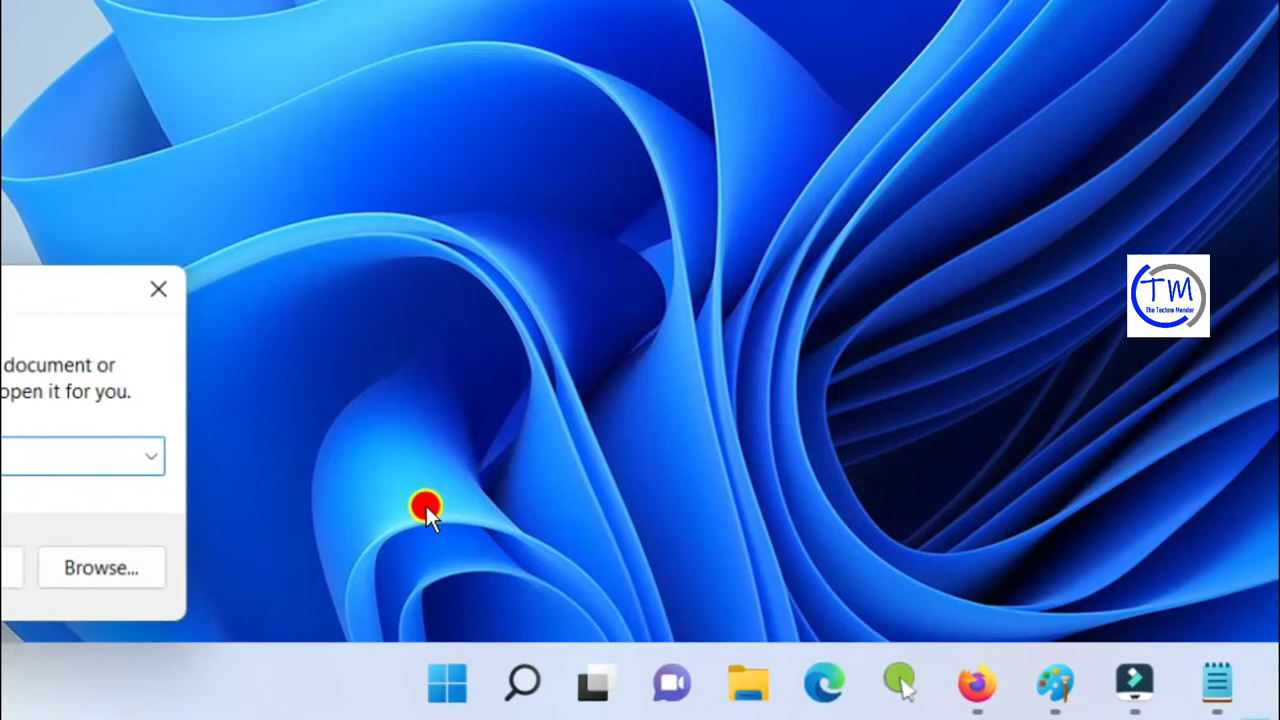 document or
open it for you.
Browse...
TM
The Techno Mender